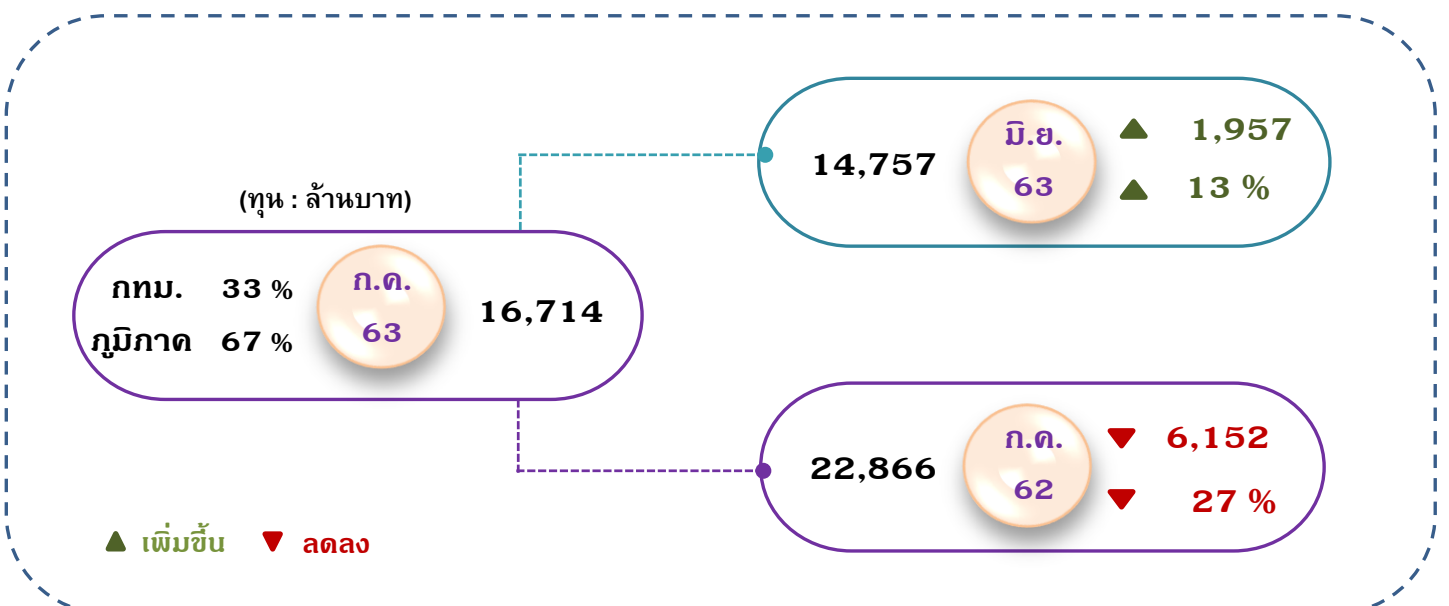 (ทุน : ล้านบาท)
กทม. 33 %
ภูมิภาค 67 %
ก.ค.
63
16,714
14,757
มิ.ย.
63
▲ 1,957
▲ 13 %
22,866
ก.ค.
62
▼ 6,152
▼ 27 %
▲ เพิ่มขึ้น ▼ ลดลง